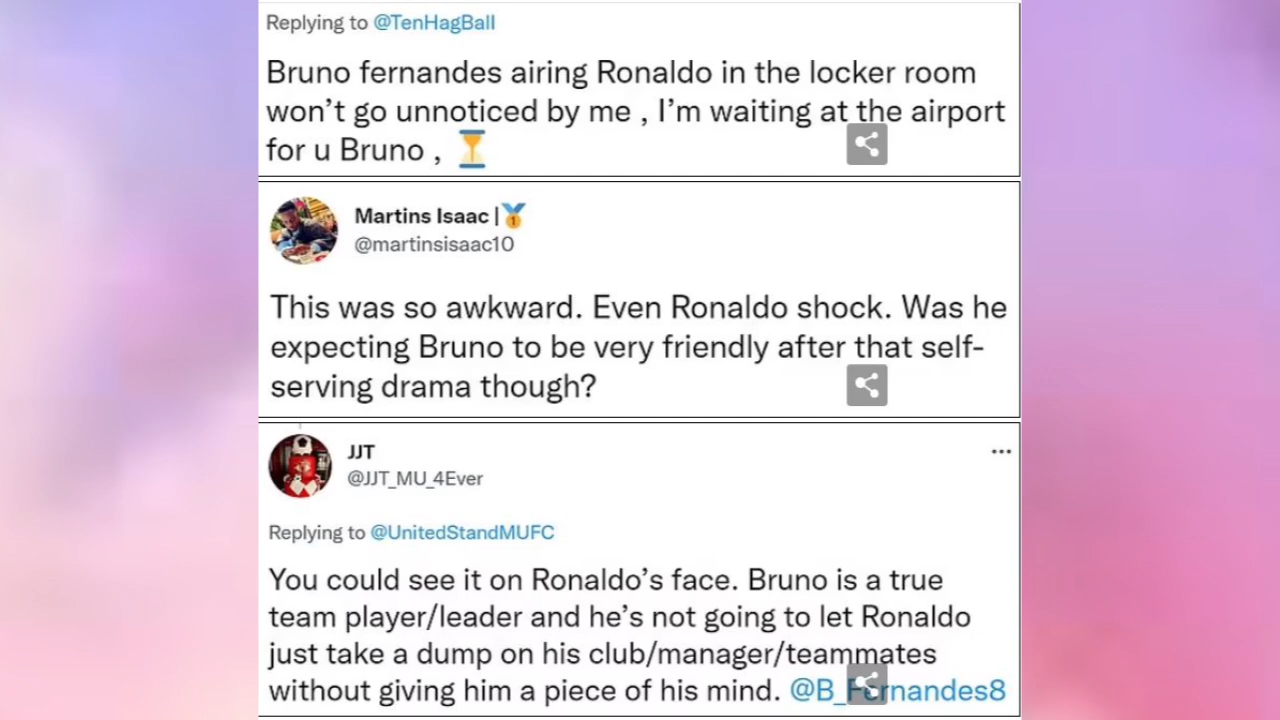 Replying to @TenHagBall
Bruno fernandes airing Ronaldo in the locker room
won’t go unnoticed by me , I’m waiting at the airport
for u Bruno , ⏳
Martins Isaac |🥇
@martinsisaac10
This was so awkward. Even Ronaldo shock. Was he
expecting Bruno to be very friendly after that self-
serving drama though?
JJT
@JJT_MU_4Ever
Replying to @UnitedStandMUFC
You could see it on Ronaldo’s face. Bruno is a true
team player/leader and he’s not going to let Ronaldo
just take a dump on his club/manager/teammates
without giving him a piece of his mind. @B_Fernandes8